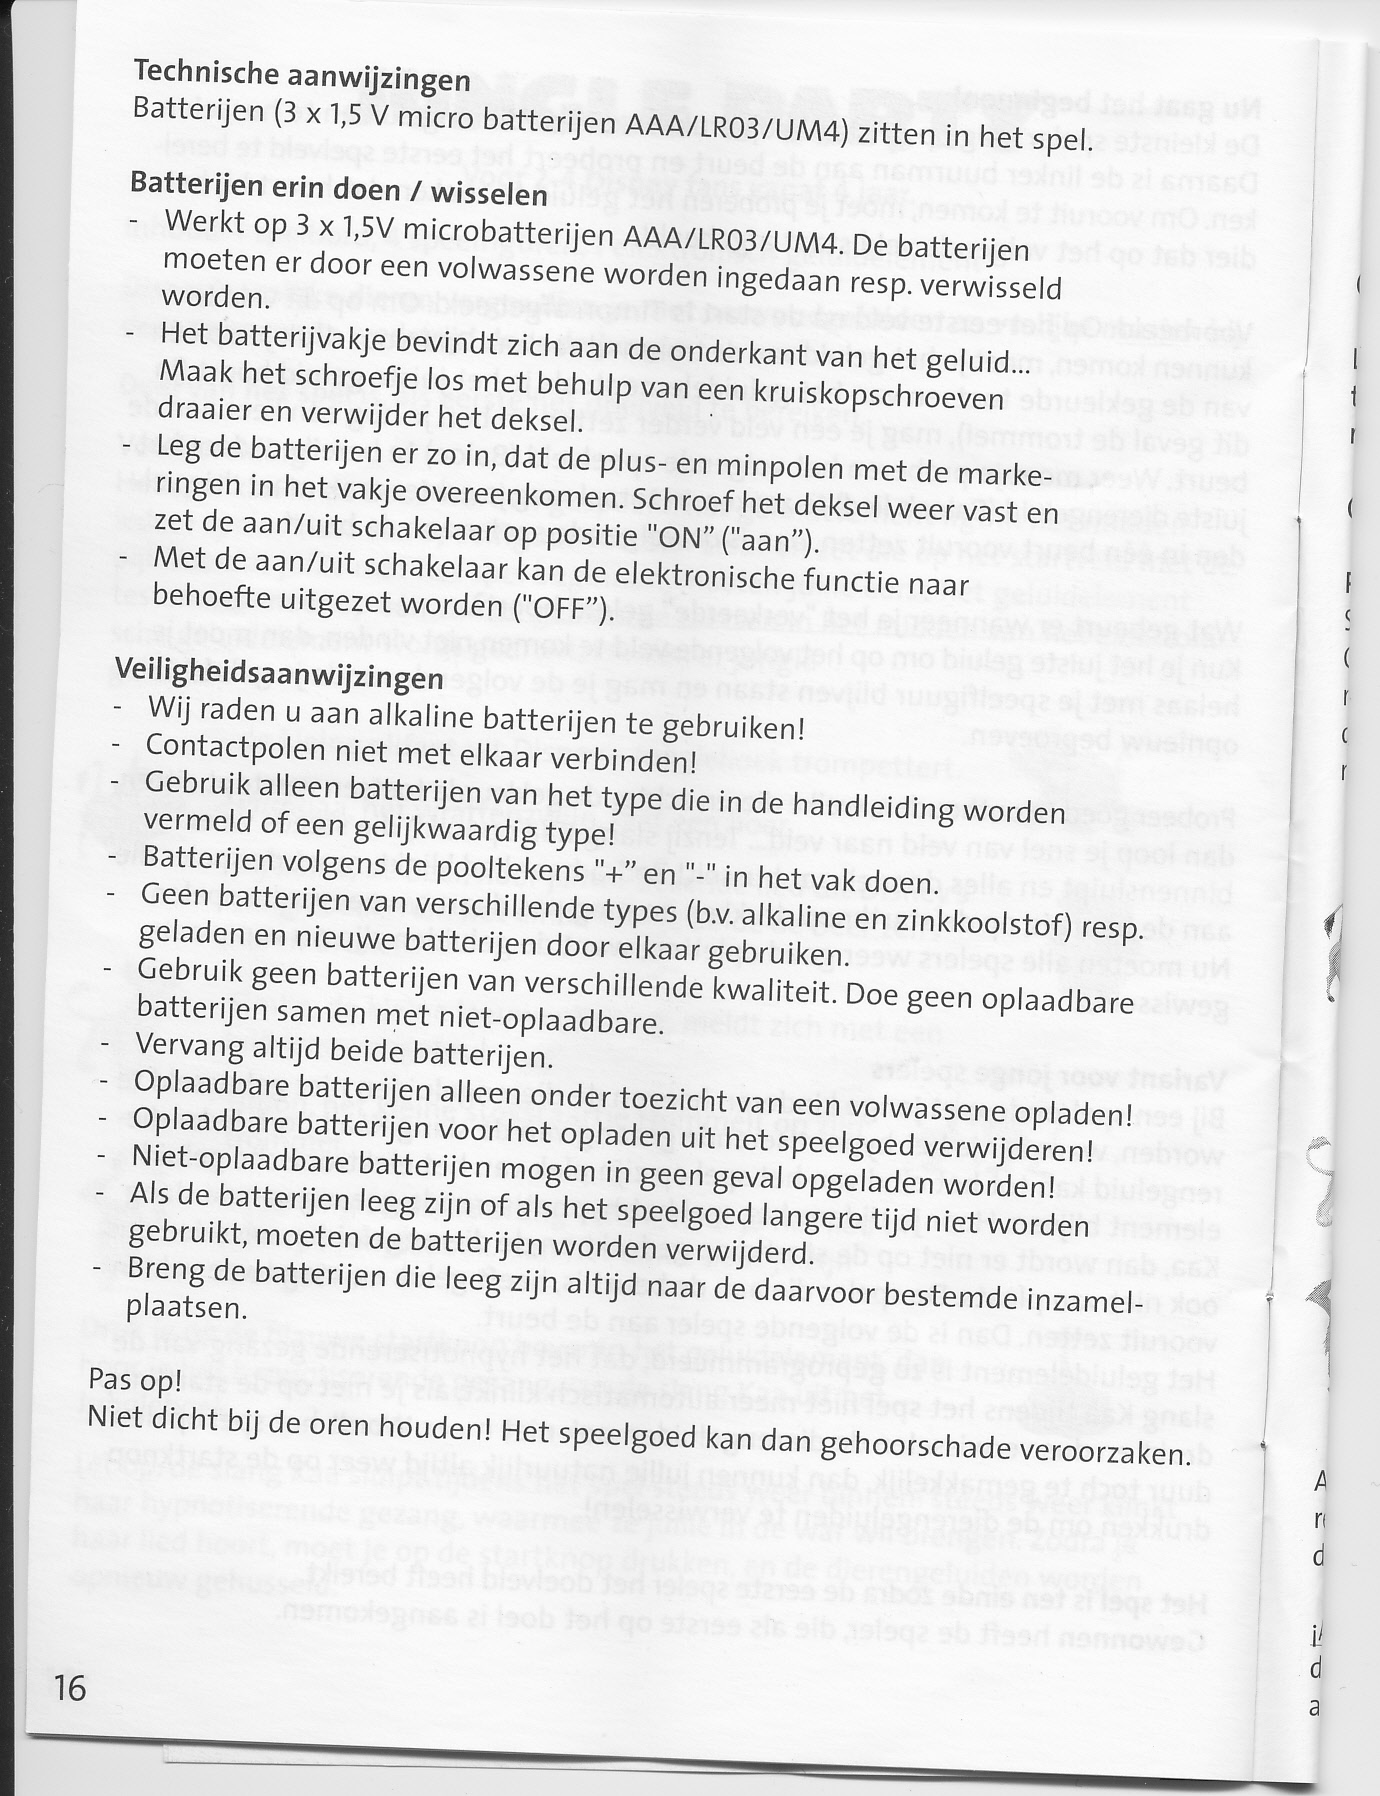 Technische aanwijzingen
Batterijen (3 x 1,5 V micro batterijen AAA/LR03/UM4) zitten in het spel.
Batterijen erin doen / wisselen
- Werkt op 3 x 1,5V microbatterijen AAA/LR03/UM4. De batterijen
moeten er door een volwassene worden ingedaan resp. verwisseld
worden.
- Het batterijvakje bevindt zich aan de onderkant van het geluid...
Maak het schroefje los met behulp van een kruiskopschroeven
draaier en verwijder het deksel.
- Leg de batterijen er zo in, dat de plus- en minpolen met de marke-
ringen in het vakje overeenkomen. Schroef het deksel weer vast en
zet de aan/uit schakelaar op positie "ON” ("aan”).
- Met de aan/uit schakelaar kan de elektronische functie naar
behoefte uitgezet worden ("OFF”).
Veiligheidsaanwijzingen
- Wij raden u aan alkaline batterijen te gebruiken!
- Contactpolen niet met elkaar verbinden!
- Gebruik alleen batterijen van het type die in de handleiding worden
vermeld of een gelijkwaardig type!
- Batterijen volgens de pooltekens "+” en "-" in het vak doen.
- Geen batterijen van verschillende types (b.v. alkaline en zinkkoolstof) resp.
geladen en nieuwe batterijen door elkaar gebruiken.
- Gebruik geen batterijen van verschillende kwaliteit. Doe geen oplaadbare
batterijen samen met niet-oplaadbare.
- Vervang altijd beide batterijen.
- Oplaadbare batterijen alleen onder toezicht van een volwassene opladen!
- Oplaadbare batterijen voor het opladen uit het speelgoed verwijderen!
- Niet-oplaadbare batterijen mogen in geen geval opgeladen worden!
- Als de batterijen leeg zijn of als het speelgoed langere tijd niet worden
gebruikt, moeten de batterijen worden verwijderd.
- Breng de batterijen die leeg zijn altijd naar de daarvoor bestemde inzamel-
plaatsen.
Pas op!
Niet dicht bij de oren houden! Het speelgoed kan dan gehoorschade veroorzaken.
16